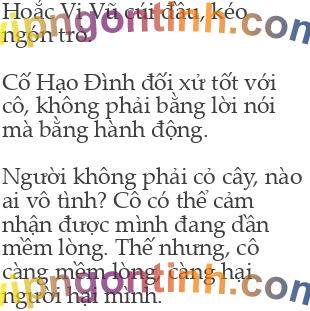 Hoắc Vi Vũ cúi đầu, kéo
ngón trỏ.
Cố Hạo Đình đối xử tốt với
cô, không phải bằng lời nói
mà bằng hành động.
Người không phải cỏ cây, nào
ai vô tình? Cô có thể cảm
nhận được mình đang dần
mềm lòng. Thế nhưng, cô
càng mềm lòng, càng hại
người hại mình.